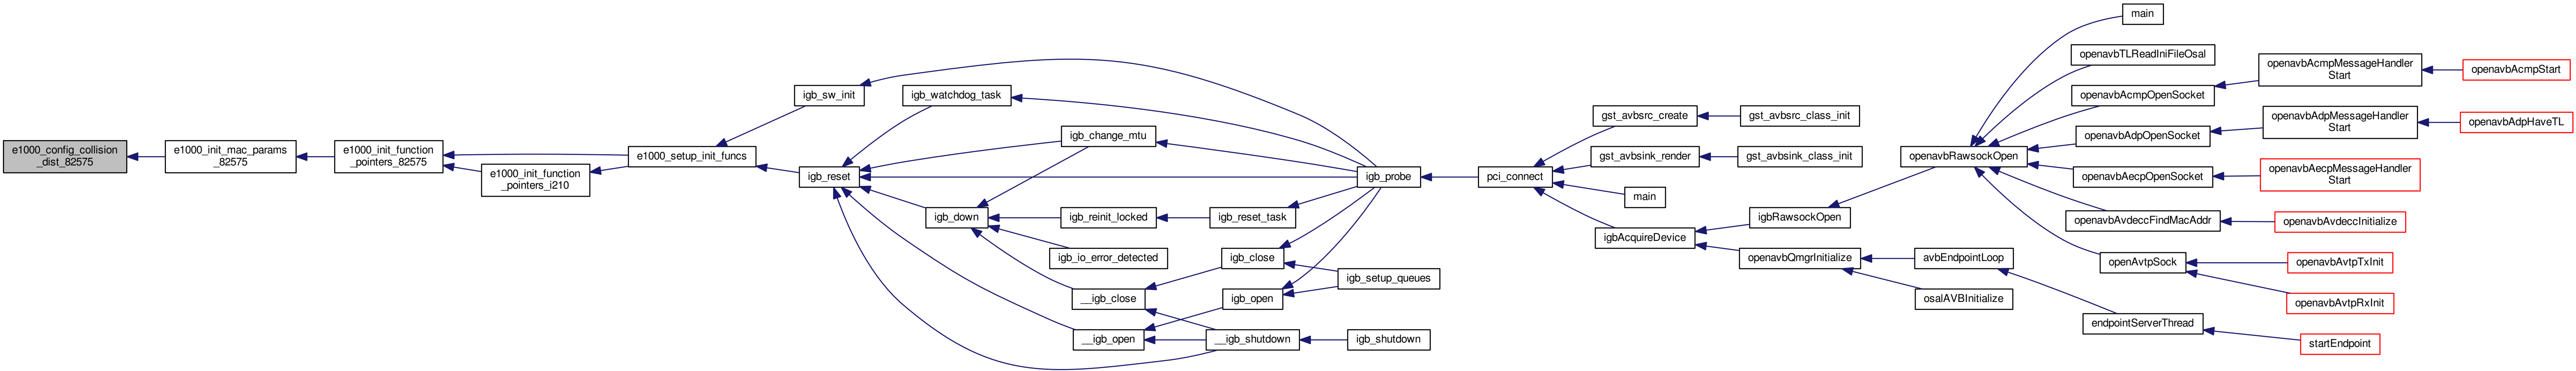 e1000_config_collision
_dist_82575
e1000_init_mac_params
_82575
e1000_init_function
_pointers_82575
e1000_init_function
_pointers_i210
e1000_setup_init_funcs
igb_sw_init
igb_reset
igb_watchdog_task
igb_change_mtu
igb_down
igb_reinit_locked
igb_reset_task
igb_io_error_detected
igb_close
__igb_close
igb_open
igb_setup_queues
__igb_open
__igb_shutdown
igb_shutdown
igb_probe
pci_connect
gst_avbsrc_create
gst_avbsrc_class_init
gst_avbsink_render
gst_avbsink_class_init
main
igbAcquireDevice
igbRawsockOpen
openavbQmgrInitialize
avbEndpointLoop
osalAVBInitialize
endpointServerThread
startEndpoint
openavbRawsockOpen
main
openavbTLReadIniFileOsal
openavbAcmpOpenSocket
openavbAcmpMessageHandler
Start
openavbAcmpStart
openavbAdpOpenSocket
openavbAdpMessageHandler
Start
openavbAdpHaveTL
openavbAecpOpenSocket
openavbAecpMessageHandler
Start
openavbAvdeccFindMacAddr
openavbAvdeccInitialize
openAvtpSock
openavbAvtpTxInit
openavbAvtpRxInit